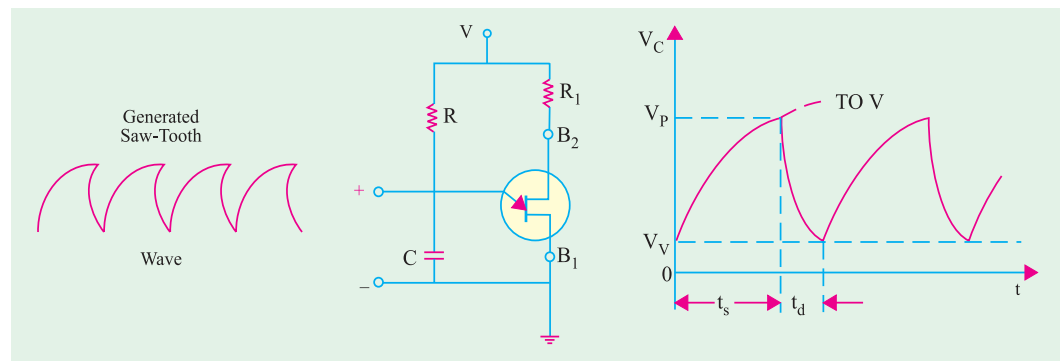 Generated
Saw-Tooth
Wave
V
R
R1
B2
+
C
B1
–
VC
VP
TO V
VV
0
t
ts
td